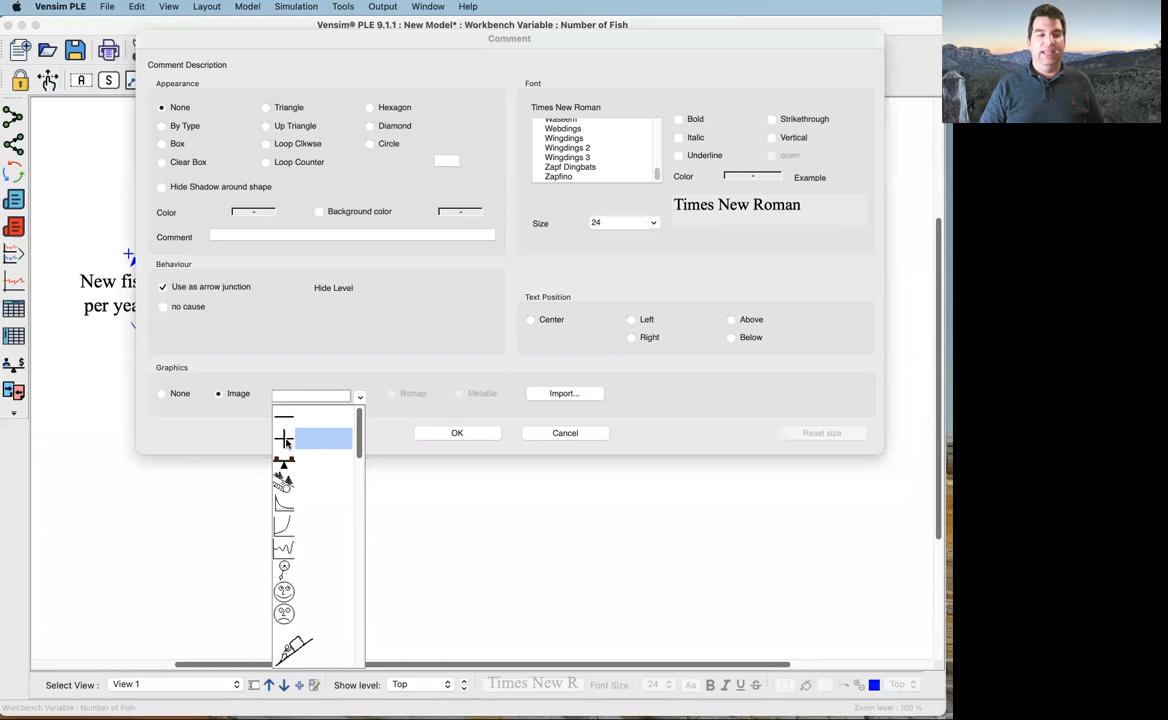 Vensim PLE File Edit View Layout Model Simulation Tools Output Window Help
Vensim® PLE 9.1.1 : New Model* : Workbench Variable : Number of Fish
Comment
Comment Description
Appearance
None Triangle Hexagon
By Type Up Triangle Diamond
Box Loop Clkwse Circle
Clear Box Loop Counter
Hide Shadow around shape
Color - Background color -
Comment
Font
Times New Roman
Waseem
Webdings
Wingdings
Wingdings 2
Wingdings 3
Zapf Dingbats
Zapfino
Bold Strikethrough
Italic Vertical
Underline down
Color - Example
Times New Roman
Size 24
Behaviour
Use as arrow junction Hide Level
no cause
Text Position
Center Left Above
Right Below
Graphics
None Image Bitmap Metafile Import...
OK Cancel Reset size
A S
New fis
per yea
Select View : View 1 Show level: Top Times New R Font Size : 24 Aa B I U S Top
Workbench Variable : Number of Fish Zoom level : 100 %